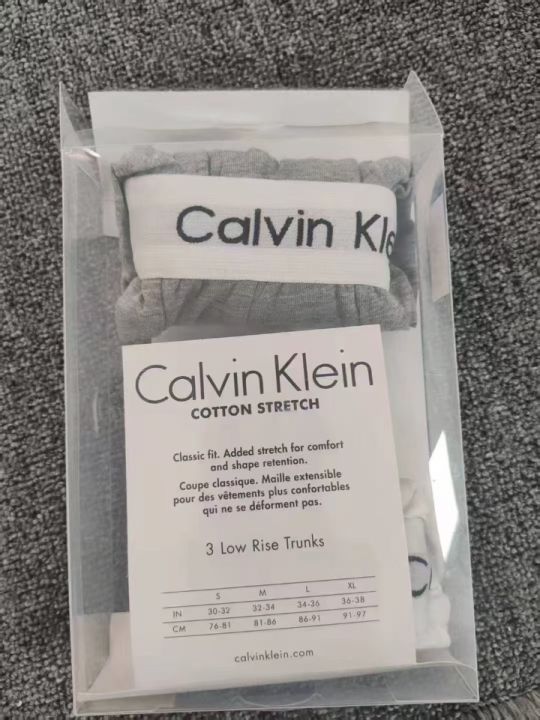 Calvin Kle
Calvin Klein
COTTON STRETCH
Classic fit. Added stretch for comfort
and shape retention.
Coupe classique. Maille extensible
pour des vêtements plus confortables
qui ne se déforment pas.
3 Low Rise Trunks
S M L XL
IN 30-32 32-34 34-36 36-38
CM 76-81 81-86 86-91 91-97
calvinklein.com
C